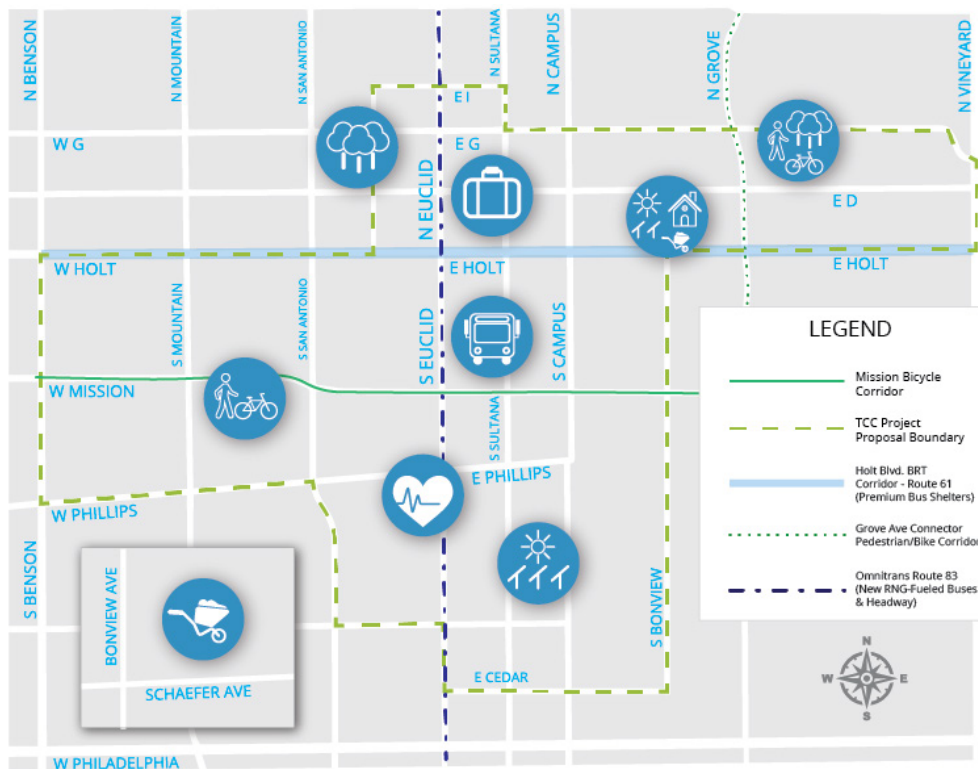 N BENSON
N MOUNTAIN
N SAN ANTONIO
N SULTANA
N CAMPUS
N GROVE
N VINEYARD
E I
W G
E G
N EUCLID
E D
W HOLT
E HOLT
E HOLT
S MOUNTAIN
S SAN ANTONIO
S EUCLID
S CAMPUS
W MISSION
S SULTANA
E PHILLIPS
W PHILLIPS
S BENSON
S BONVIEW
E CEDAR
W PHILADELPHIA
BONVIEW AVE
SCHAEFER AVE
LEGEND
Mission Bicycle
Corridor
TCC Project
Proposal Boundary
Holt Blvd. BRT
Corridor - Route 61
(Premium Bus Shelters)
Grove Ave Connector
Pedestrian/Bike Corridor
Omnitrans Route 83
(New RNG-Fueled Buses
& Headway)
N
W
E
S